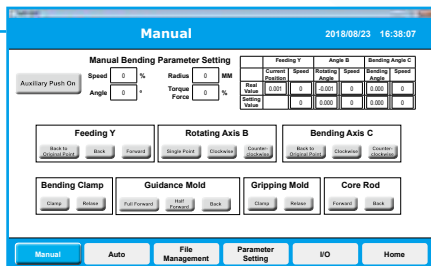 Manual
2018/08/23 16:38:07
Manual Bending Parameter Setting
Auxiliary Push On
Speed 0 %
Radius 0 MM
Angle 0 °
Torque Force 0 %
Feeding Y
Angle B
Bending Angle C
Current Position
Speed
Rotating Angle
Speed
Bending Angle
Speed
Real Value
0.001 0 -0.001 0 0.000 0
Setting Value
0 0.000 0 0.000 0
Feeding Y
Back to Original Point
Back
Forward
Rotating Axis B
Single Point
Clockwise
Counter-clockwise
Bending Axis C
Back to Original Point
Clockwise
Counter-clockwise
Bending Clamp
Clamp
Relase
Guidance Mold
Full Forward
Half Forward
Back
Gripping Mold
Clamp
Relase
Core Rod
Forward
Back
Manual
Auto
File Management
Parameter Setting
I/O
Home